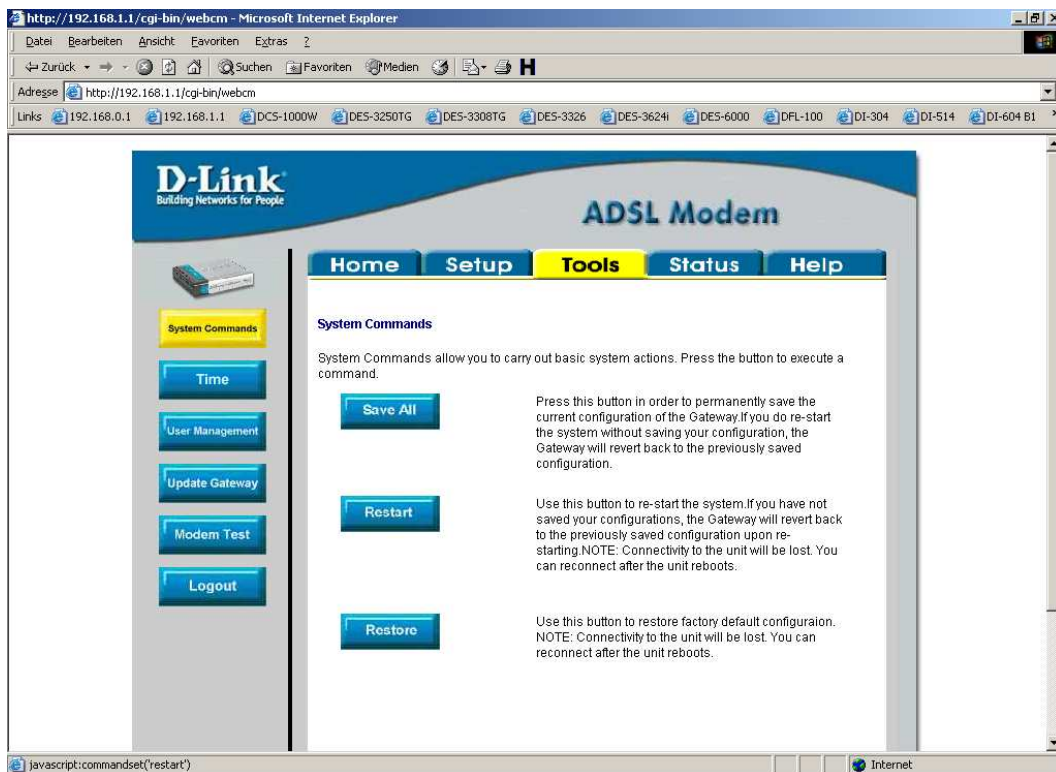 http://192.168.1.1/cgi-bin/webcm - Microsoft Internet Explorer
Datei Bearbeiten Ansicht Favoriten Extras ?
Zurück Suchen Favoriten Medien H
Adresse http://192.168.1.1/cgi-bin/webcm
Links 192.168.0.1 192.168.1.1 DCS-1000W DES-3250TG DES-3308TG DES-3326 DES-3624i DES-6000 DFL-100 DI-304 DI-514 DI-604 B1
D-Link
Building Networks for People
ADSL Modem
Home Setup Tools Status Help
System Commands
Time
User Management
Update Gateway
Modem Test
Logout
System Commands
System Commands allow you to carry out basic system actions. Press the button to execute a
command.
Save All
Press this button in order to permanently save the
current configuration of the Gateway.If you do re-start
the system without saving your configuration, the
Gateway will revert back to the previously saved
configuration.
Restart
Use this button to re-start the system.If you have not
saved your configurations, the Gateway will revert back
to the previously saved configuration upon re-
starting.NOTE: Connectivity to the unit will be lost. You
can reconnect after the unit reboots.
Restore
Use this button to restore factory default configuraion.
NOTE: Connectivity to the unit will be lost. You can
reconnect after the unit reboots.
javascript:commandset('restart')
Internet